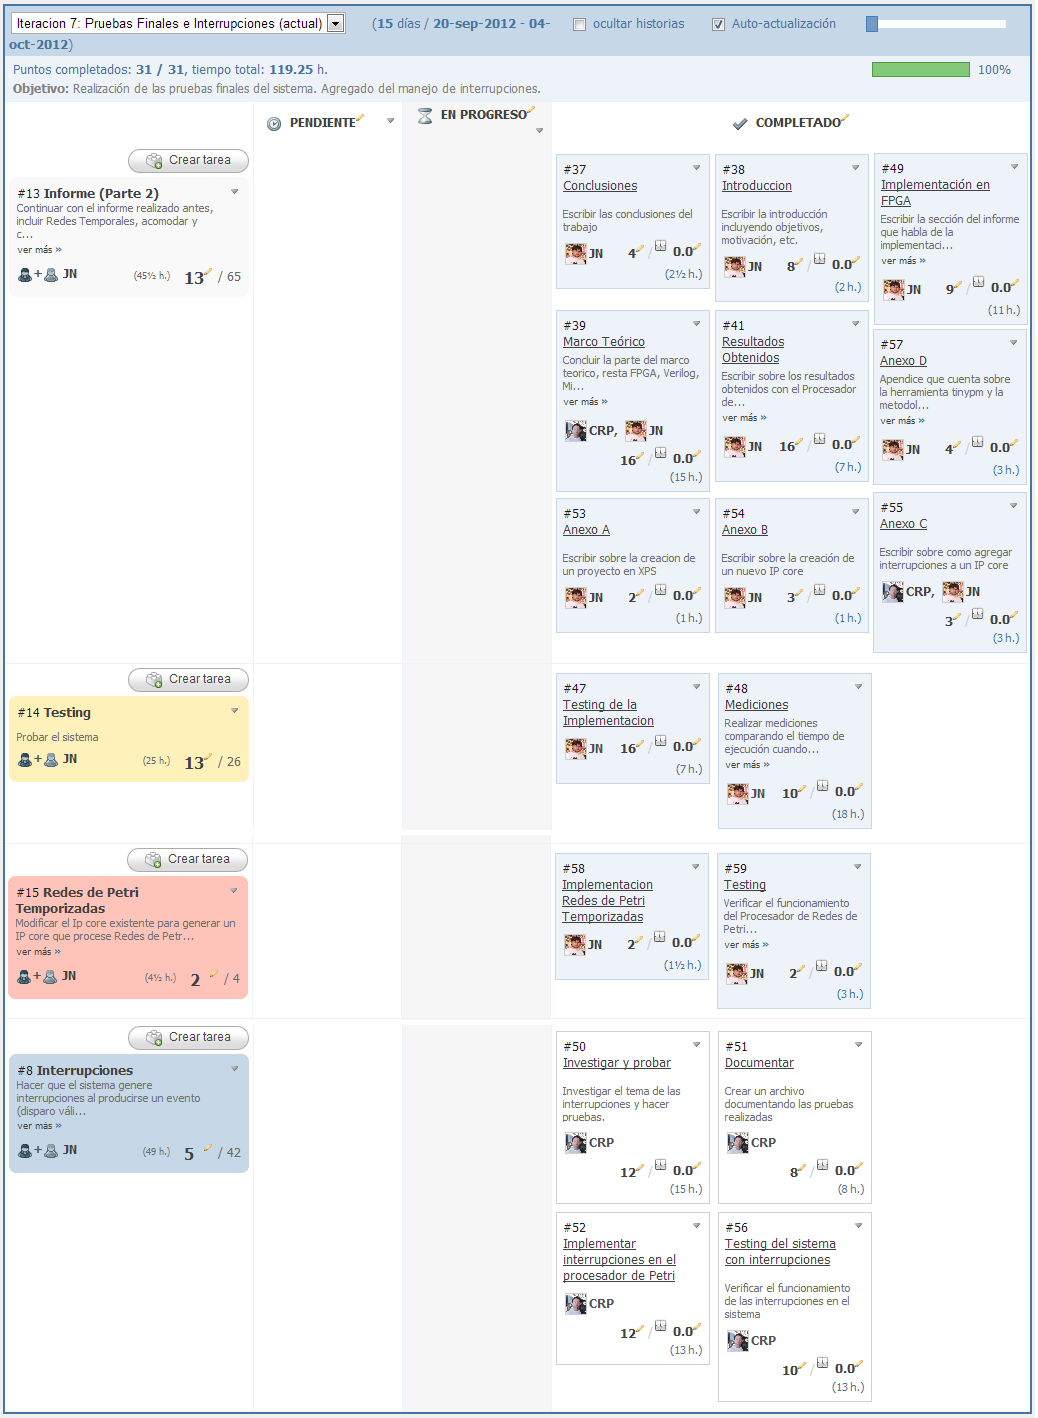 Iteracion 7: Pruebas Finales e Interrupciones (actual)
(15 días / 20-sep-2012 - 04-oct-2012)
ocultar historias
Auto-actualización
Puntos completados: 31 / 31, tiempo total: 119.25 h.
100%
Objetivo: Realización de las pruebas finales del sistema. Agregado del manejo de interrupciones.
PENDIENTE
EN PROGRESO
COMPLETADO
Crear tarea
#13 Informe (Parte 2)
Continuar con el informe realizado antes,
incluir Redes Temporales, acomodar y
c...
ver más »
+ JN
(45½ h.) 13 / 65
#37
Conclusiones
Escribir las conclusiones del
trabajo
JN 4 / 0.0
(2½ h.)
#38
Introduccion
Escribir la introducción
incluyendo objetivos,
motivación, etc.
JN 8 / 0.0
(2 h.)
#49
Implementación en
FPGA
Escribir la sección del informe
que habla de la
implementaci...
ver más »
JN 9 / 0.0
(11 h.)
#39
Marco Teórico
Concluir la parte del marco
teorico, resta FPGA, Verilog,
Mi...
ver más »
CRP, JN
16 / 0.0
(15 h.)
#41
Resultados
Obtenidos
Escribir sobre los resultados
obtenidos con el Procesador
de...
ver más »
JN 16 / 0.0
(7 h.)
#57
Anexo D
Apendice que cuenta sobre
la herramienta tinypm y la
metodol...
ver más »
JN 4 / 0.0
(3 h.)
#53
Anexo A
Escribir sobre la creacion de
un proyecto en XPS
JN 2 / 0.0
(1 h.)
#54
Anexo B
Escribir sobre la creación de
un nuevo IP core
JN 3 / 0.0
(1 h.)
#55
Anexo C
Escribir sobre como agregar
interrupciones a un IP core
CRP, JN
3 / 0.0
(3 h.)
Crear tarea
#14 Testing
Probar el sistema
+ JN
(25 h.) 13 / 26
#47
Testing de la
Implementacion
JN 16 / 0.0
(7 h.)
#48
Mediciones
Realizar mediciones
comparando el tiempo de
ejecución cuando...
ver más »
JN 10 / 0.0
(18 h.)
Crear tarea
#15 Redes de Petri
Temporizadas
Modificar el Ip core existente para generar un
IP core que procese Redes de Petr...
ver más »
+ JN
(4½ h.) 2 / 4
#58
Implementacion
Redes de Petri
Temporizadas
JN 2 / 0.0
(1½ h.)
#59
Testing
Verificar el funcionamiento
del Procesador de Redes de
Petri...
ver más »
JN 2 / 0.0
(3 h.)
Crear tarea
#8 Interrupciones
Hacer que el sistema genere
interrupciones al producirse un evento
(disparo váli...
ver más »
+ JN
(49 h.) 5 / 42
#50
Investigar y probar
Investigar el tema de las
interrupciones y hacer
pruebas.
CRP
12 / 0.0
(15 h.)
#51
Documentar
Crear un archivo
documentando las pruebas
realizadas
CRP
8 / 0.0
(8 h.)
#52
Implementar
interrupciones en el
procesador de Petri
CRP
12 / 0.0
(13 h.)
#56
Testing del sistema
con interrupciones
Verificar el funcionamiento
de las interrupciones en el
sistema
CRP
10 / 0.0
(13 h.)